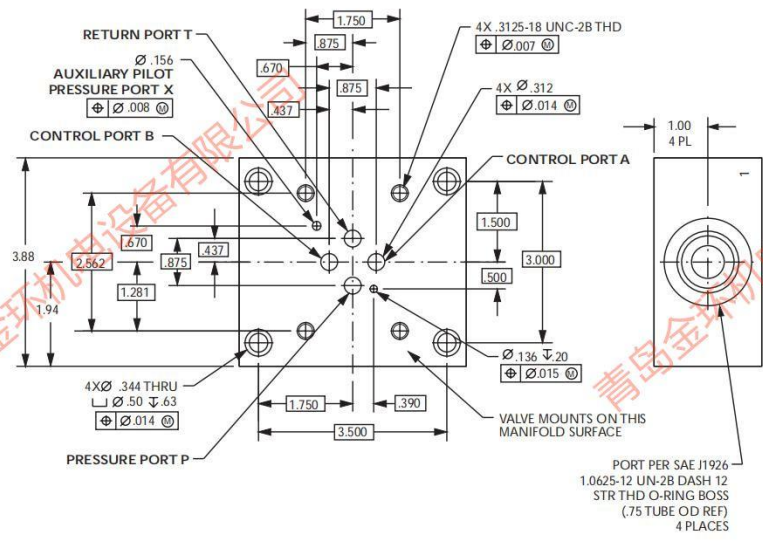 1.750
RETURN PORT T
.875
4X .3125-18 UNC-2B THD
⌖ Ø.007 Ⓜ
Ø .156
AUXILIARY PILOT
PRESSURE PORT X
⌖ Ø .008 Ⓜ
.670
.875
4X Ø .312
⌖ Ø.014 Ⓜ
.437
CONTROL PORT B
CONTROL PORT A
1.00
4 PL
1
3.88
2.562
.670
.875
.437
1.500
3.000
1.281
.500
1.94
Ø.136 ↧.20
⌖ Ø.015 Ⓜ
4XØ .344 THRU
⌴ Ø .50 ↧.63
⌖ Ø.014 Ⓜ
1.750
.390
3.500
VALVE MOUNTS ON THIS
MANIFOLD SURFACE
PRESSURE PORT P
PORT PER SAE J1926
1.0625-12 UN-2B DASH 12
STR THD O-RING BOSS
(.75 TUBE OD REF)
4 PLACES
青岛金环机电设备有限公司
青岛金环机